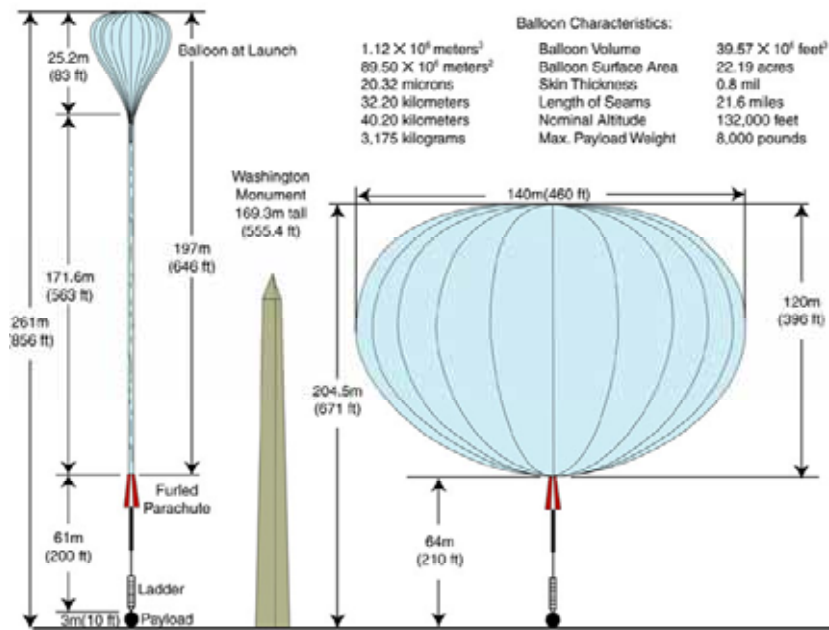 Balloon Characteristics:
1.12 X 10⁶ meters³ Balloon Volume 39.57 X 10⁶ feet³
89.50 X 10⁶ meters² Balloon Surface Area 22.19 acres
20.32 microns Skin Thickness 0.8 mil
32.20 kilometers Length of Seams 21.6 miles
40.20 kilometers Nominal Altitude 132,000 feet
3,175 kilograms Max. Payload Weight 8,000 pounds
Balloon at Launch
25.2m
(83 ft)
171.6m
(563 ft)
197m
(646 ft)
261m
(856 ft)
Furled
Parachute
61m
(200 ft)
Ladder
3m(10 ft)
Payload
Washington
Monument
169.3m tall
(555.4 ft)
140m(460 ft)
120m
(396 ft)
204.5m
(671 ft)
64m
(210 ft)